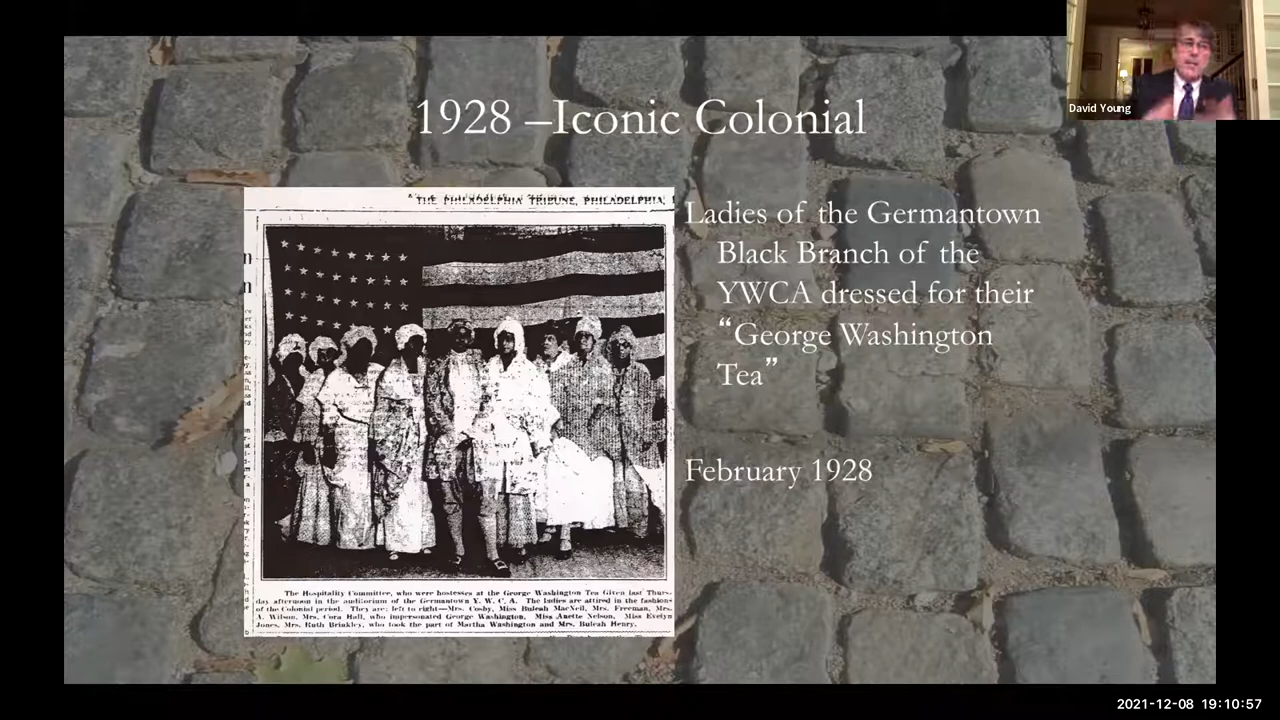 David Young
1928 –Iconic Colonial
THE PHILADELPHIA TRIBUNE, PHILADELPHIA,
Ladies of the Germantown
Black Branch of the
YWCA dressed for their
“George Washington
Tea”
February 1928
The Hospitality Committee, who were hostesses at the George Washington Tea Given last Thurs-
day afternoon in the auditorium of the Germantown Y. W. C. A. The ladies are attired in the fashions
of the Colonial period. They are: left to right—Mrs. Cosby, Miss Buleah MacNeil, Mrs. Freeman, Mrs.
A. Wilson, Mrs. Cora Hall, who impersonated George Washington, Miss Anette Nelson, Miss Evelyn
Jones, Mrs. Ruth Brinkley, who took the part of Martha Washington and Mrs. Buleah Henry.
2021-12-08 19:10:57